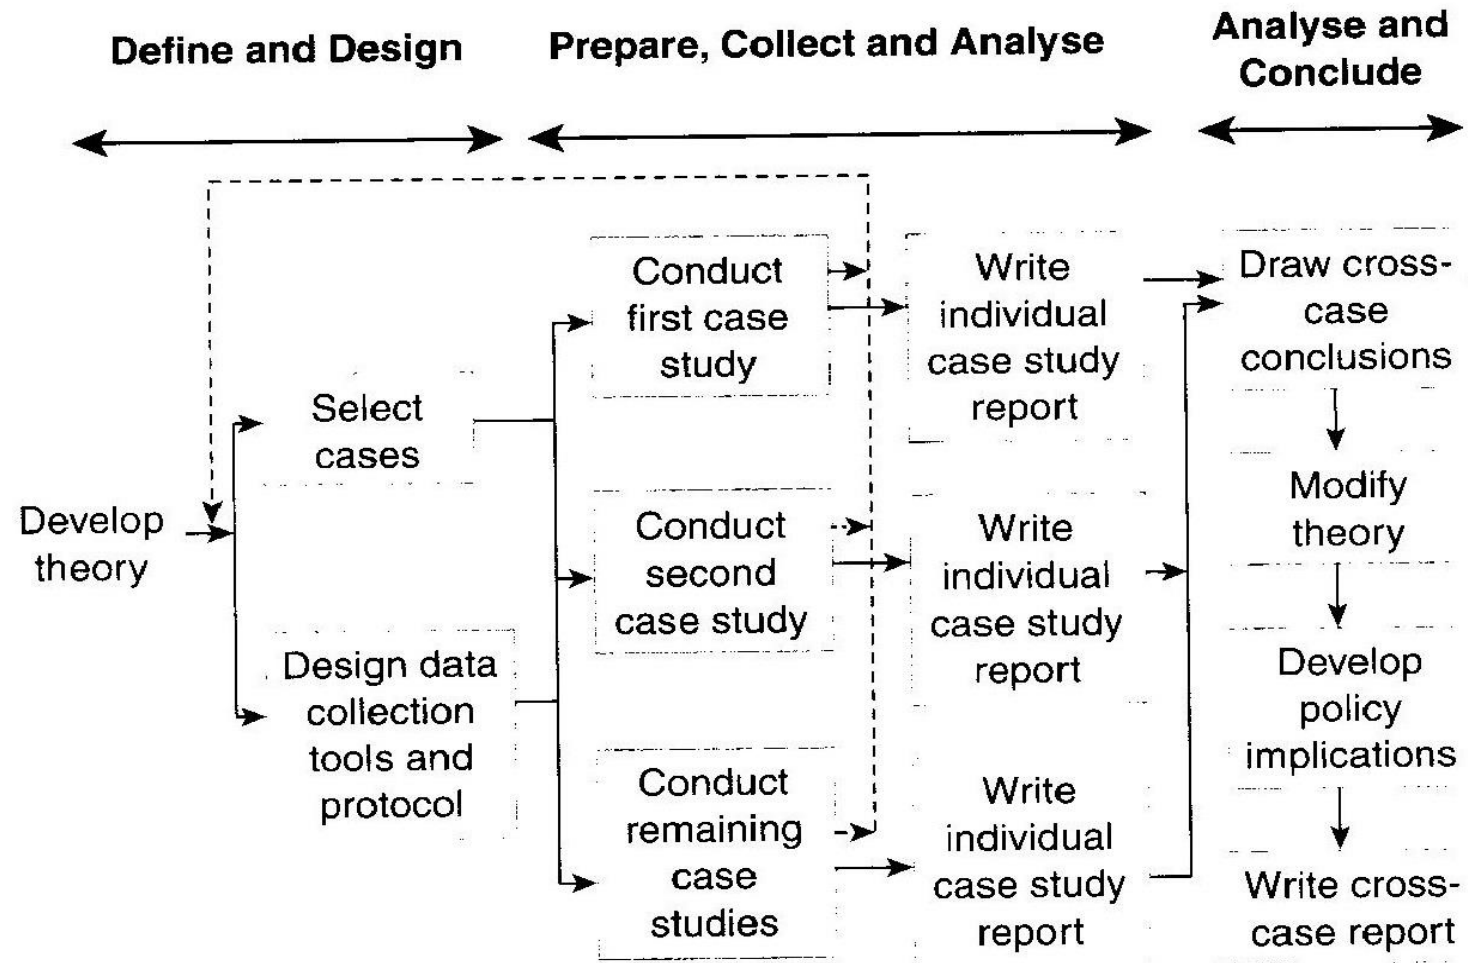 Define and Design
Prepare, Collect and Analyse
Analyse and
Conclude
Develop
theory
Select
cases
Design data
collection
tools and
protocol
Conduct
first case
study
Conduct
second
case study
Conduct
remaining
case
studies
Write
individual
case study
report
Write
individual
case study
report
Write
individual
case study
report
Draw cross-
case
conclusions
Modify
theory
Develop
policy
implications
Write cross-
case report